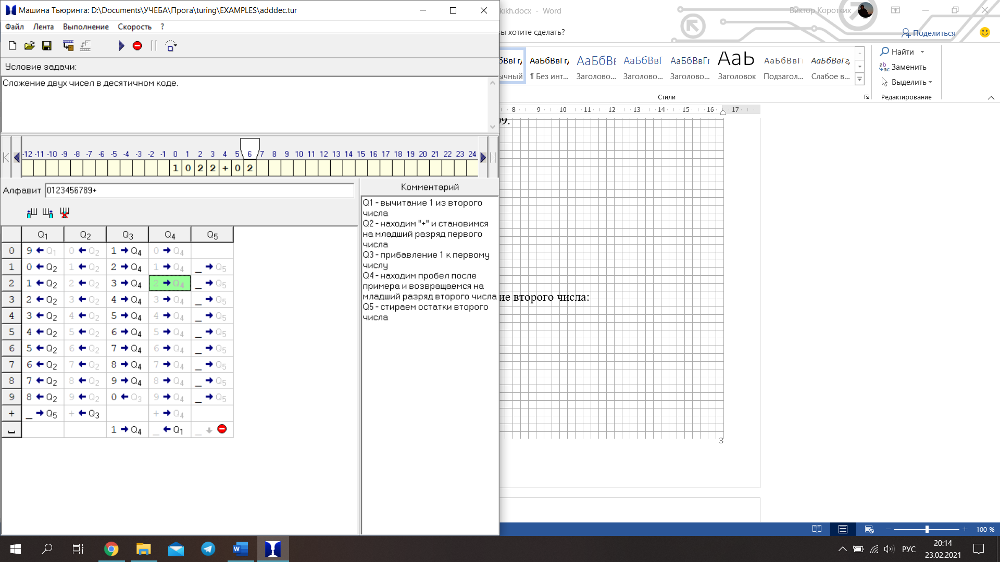 Машина Тьюринга: D:\Documents\УЧЕБА\Прога\turing\EXAMPLES\adddec.tur
Файл Лента Выполнение Скорость ?
Условие задачи:
Сложение двух чисел в десятичном коде.
-12 -11 -10 -9 -8 -7 -6 -5 -4 -3 -2 -1 0 1 2 3 4 5 6 7 8 9 10 11 12 13 14 15 16 17 18 19 20 21 22 23 24
1 0 2 2 + 0 2
Алфавит 0123456789+
Q1 Q2 Q3 Q4 Q5
0 9 ← Q1 0 ← Q2 1 → Q4 0 → Q4
1 0 ← Q2 1 ← Q2 2 → Q4 1 → Q4 _ → Q5
2 1 ← Q2 2 ← Q2 3 → Q4 2 → Q4 _ → Q5
3 2 ← Q2 3 ← Q2 4 → Q4 3 → Q4 _ → Q5
4 3 ← Q2 4 ← Q2 5 → Q4 4 → Q4 _ → Q5
5 4 ← Q2 5 ← Q2 6 → Q4 5 → Q4 _ → Q5
6 5 ← Q2 6 ← Q2 7 → Q4 6 → Q4 _ → Q5
7 6 ← Q2 7 ← Q2 8 → Q4 7 → Q4 _ → Q5
8 7 ← Q2 8 ← Q2 9 → Q4 8 → Q4 _ → Q5
9 8 ← Q2 9 ← Q2 0 ← Q3 9 → Q4 _ → Q5
+ _ → Q5 + ← Q3 + → Q4
␣ 1 → Q4 _ ← Q1 _ ↓
Комментарий
Q1 - вычитание 1 из второго
числа
Q2 - находим "+" и становимся
на младший разряд первого
числа
Q3 - прибавление 1 к первому
числу
Q4 - находим пробел после
примера и возвращаемся на
младший разряд второго числа
Q5 - стираем остатки второго
числа
kikh.docx - Word
Виктор Коротких
вы хотите сделать?
Поделиться
АаБбВвГг, АаБбВвГг, АаБбВв АаБбВвГ АаБбВвГг АаЬ АаБбВвГг АаБбВвГг,
¶ Без инт... Заголово... Заголово... Заголово... Заголовок Подзагол... Слабое в...
Стили
Найти
Заменить
Выделить
Редактирование
8 9 10 11 12 13 14 15 16 17
09.
ие второго числа:
3
100 %
РУС
20:14
23.02.2021